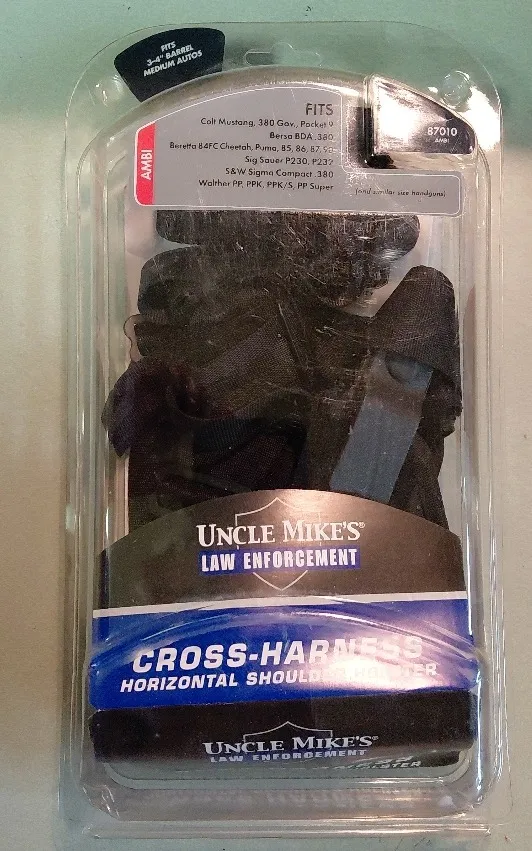 FITS
3-4" BARREL
MEDIUM AUTOS
AMBI
FITS
Colt Mustang, 380 Gov., Pocket 9
Bersa BDA .380
Beretta 84FC Cheetah, Puma, 85, 86, 87,
Sig Sauer P230, P232
S&W Sigma Compact .380
Walther PP, PPK, PPK/S, PP Super
(and similar size handguns)
87010
AMBI
UNCLE MIKE'S®
LAW ENFORCEMENT
CROSS-HARNESS
HORIZONTAL SHOULDER HOLSTER
UNCLE MIKE'S®
LAW ENFORCEMENT